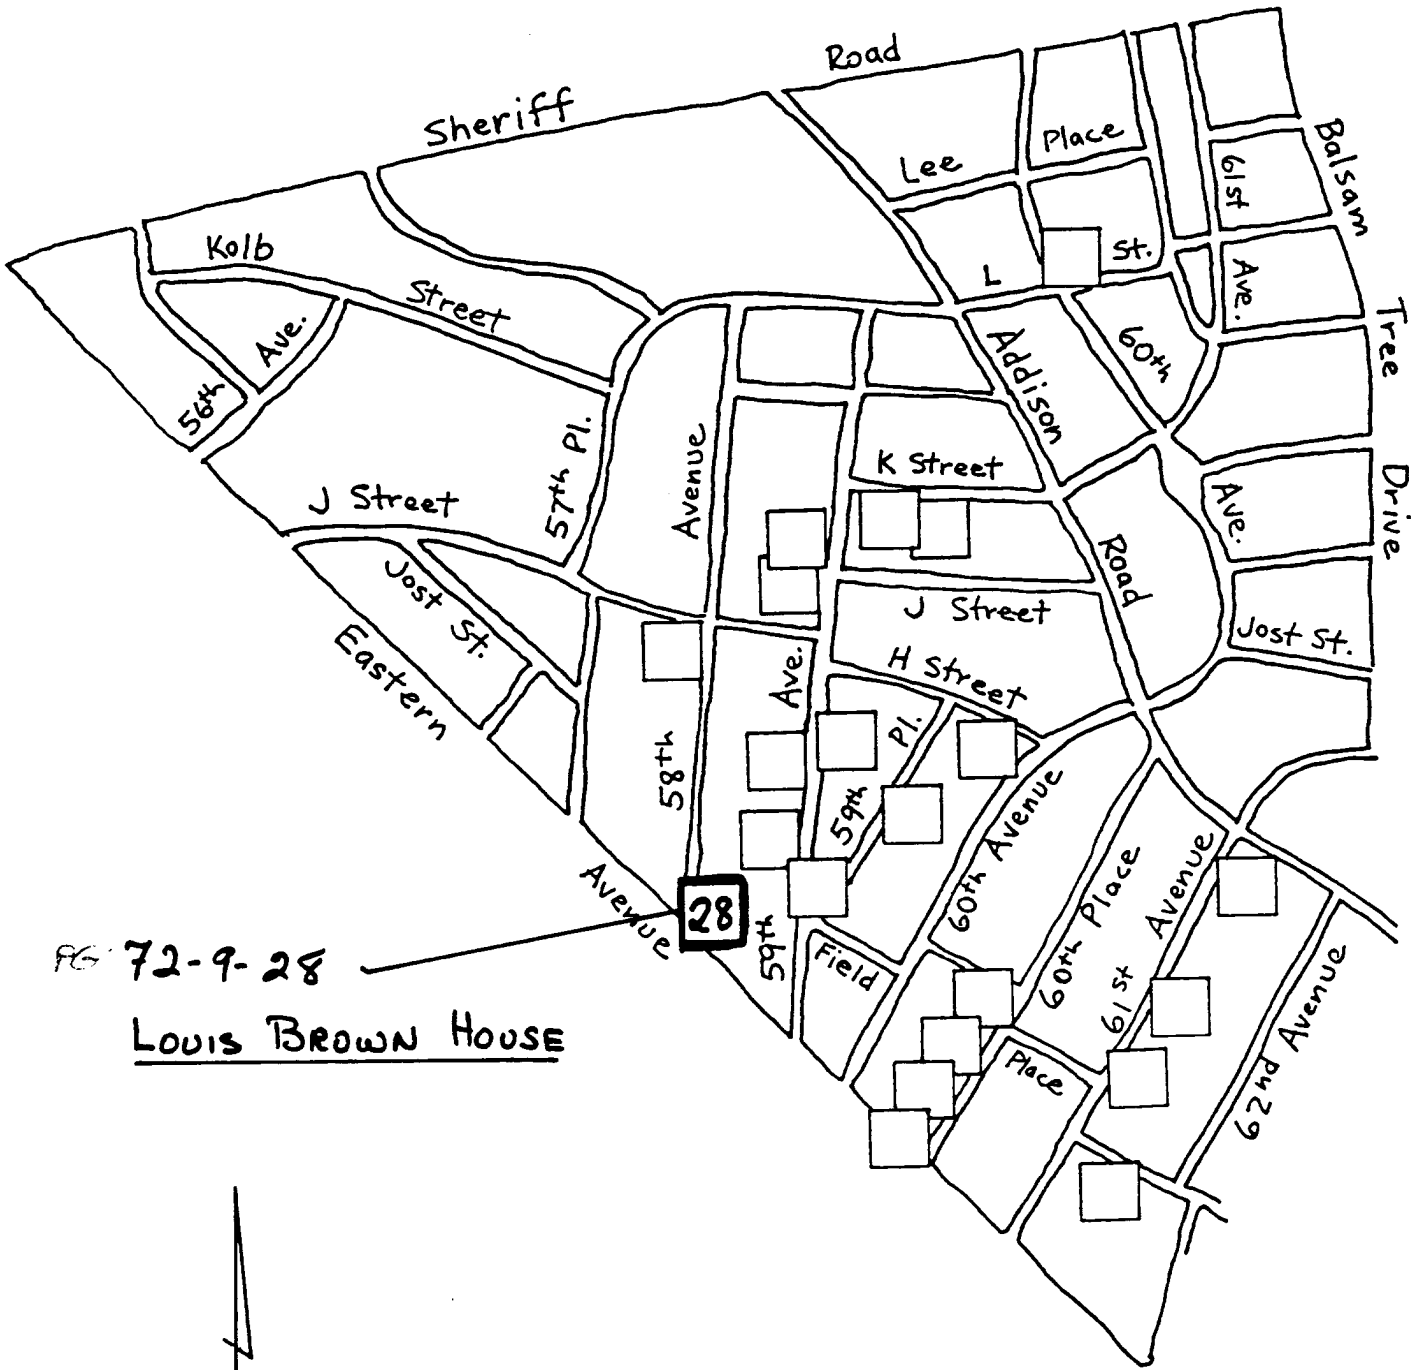 Road
Sheriff
Place
Lee
Balsam
61st
Kolb
St.
L
Ave.
Street
Tree
Ave.
60th
Addison
56th
Pl.
57th
Avenue
K Street
J Street
Ave.
Drive
Road
Jost
St.
J Street
Jost St.
Eastern
H Street
Ave.
Pl.
58th
59th
60th Avenue
60th Place
Avenue
61st
Avenue
28
59th
Field
62nd Avenue
PG 72-9-28
LOUIS BROWN HOUSE
Place